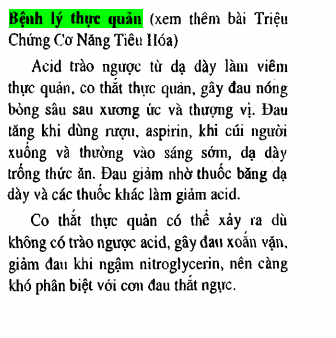 Bệnh lý thực quản (xem thêm bài Triệu
Chứng Cơ Năng Tiêu Hóa)
Acid trào ngược từ dạ dày làm viêm
thực quản, co thắt thực quản, gây đau nóng
bỏng sâu sau xương ức và thượng vị. Đau
tăng khi dùng rượu, aspirin, khi cúi người
xuống và thường vào sáng sớm, dạ dày
trống thức ăn. Đau giảm nhờ thuốc băng dạ
dày và các thuốc khác làm giảm acid.
Co thắt thực quản có thể xảy ra dù
không có trào ngược acid, gây đau xoắn vặn,
giảm đau khi ngậm nitroglycerin, nên càng
khó phân biệt với cơn đau thắt ngực.